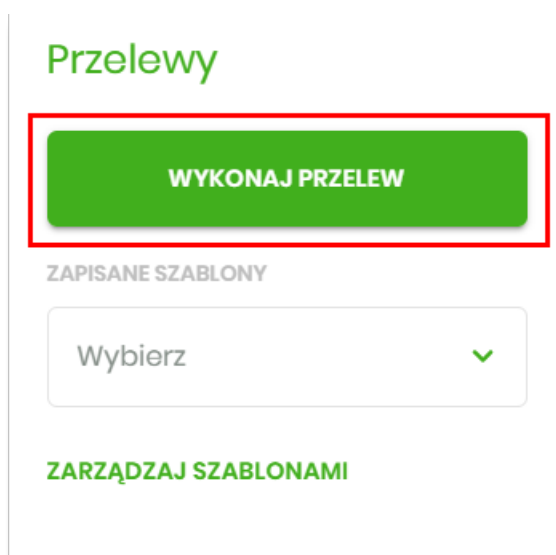 Przelewy
WYKONAJ PRZELEW
ZAPISANE SZABLONY
Wybierz
ZARZĄDZAJ SZABLONAMI